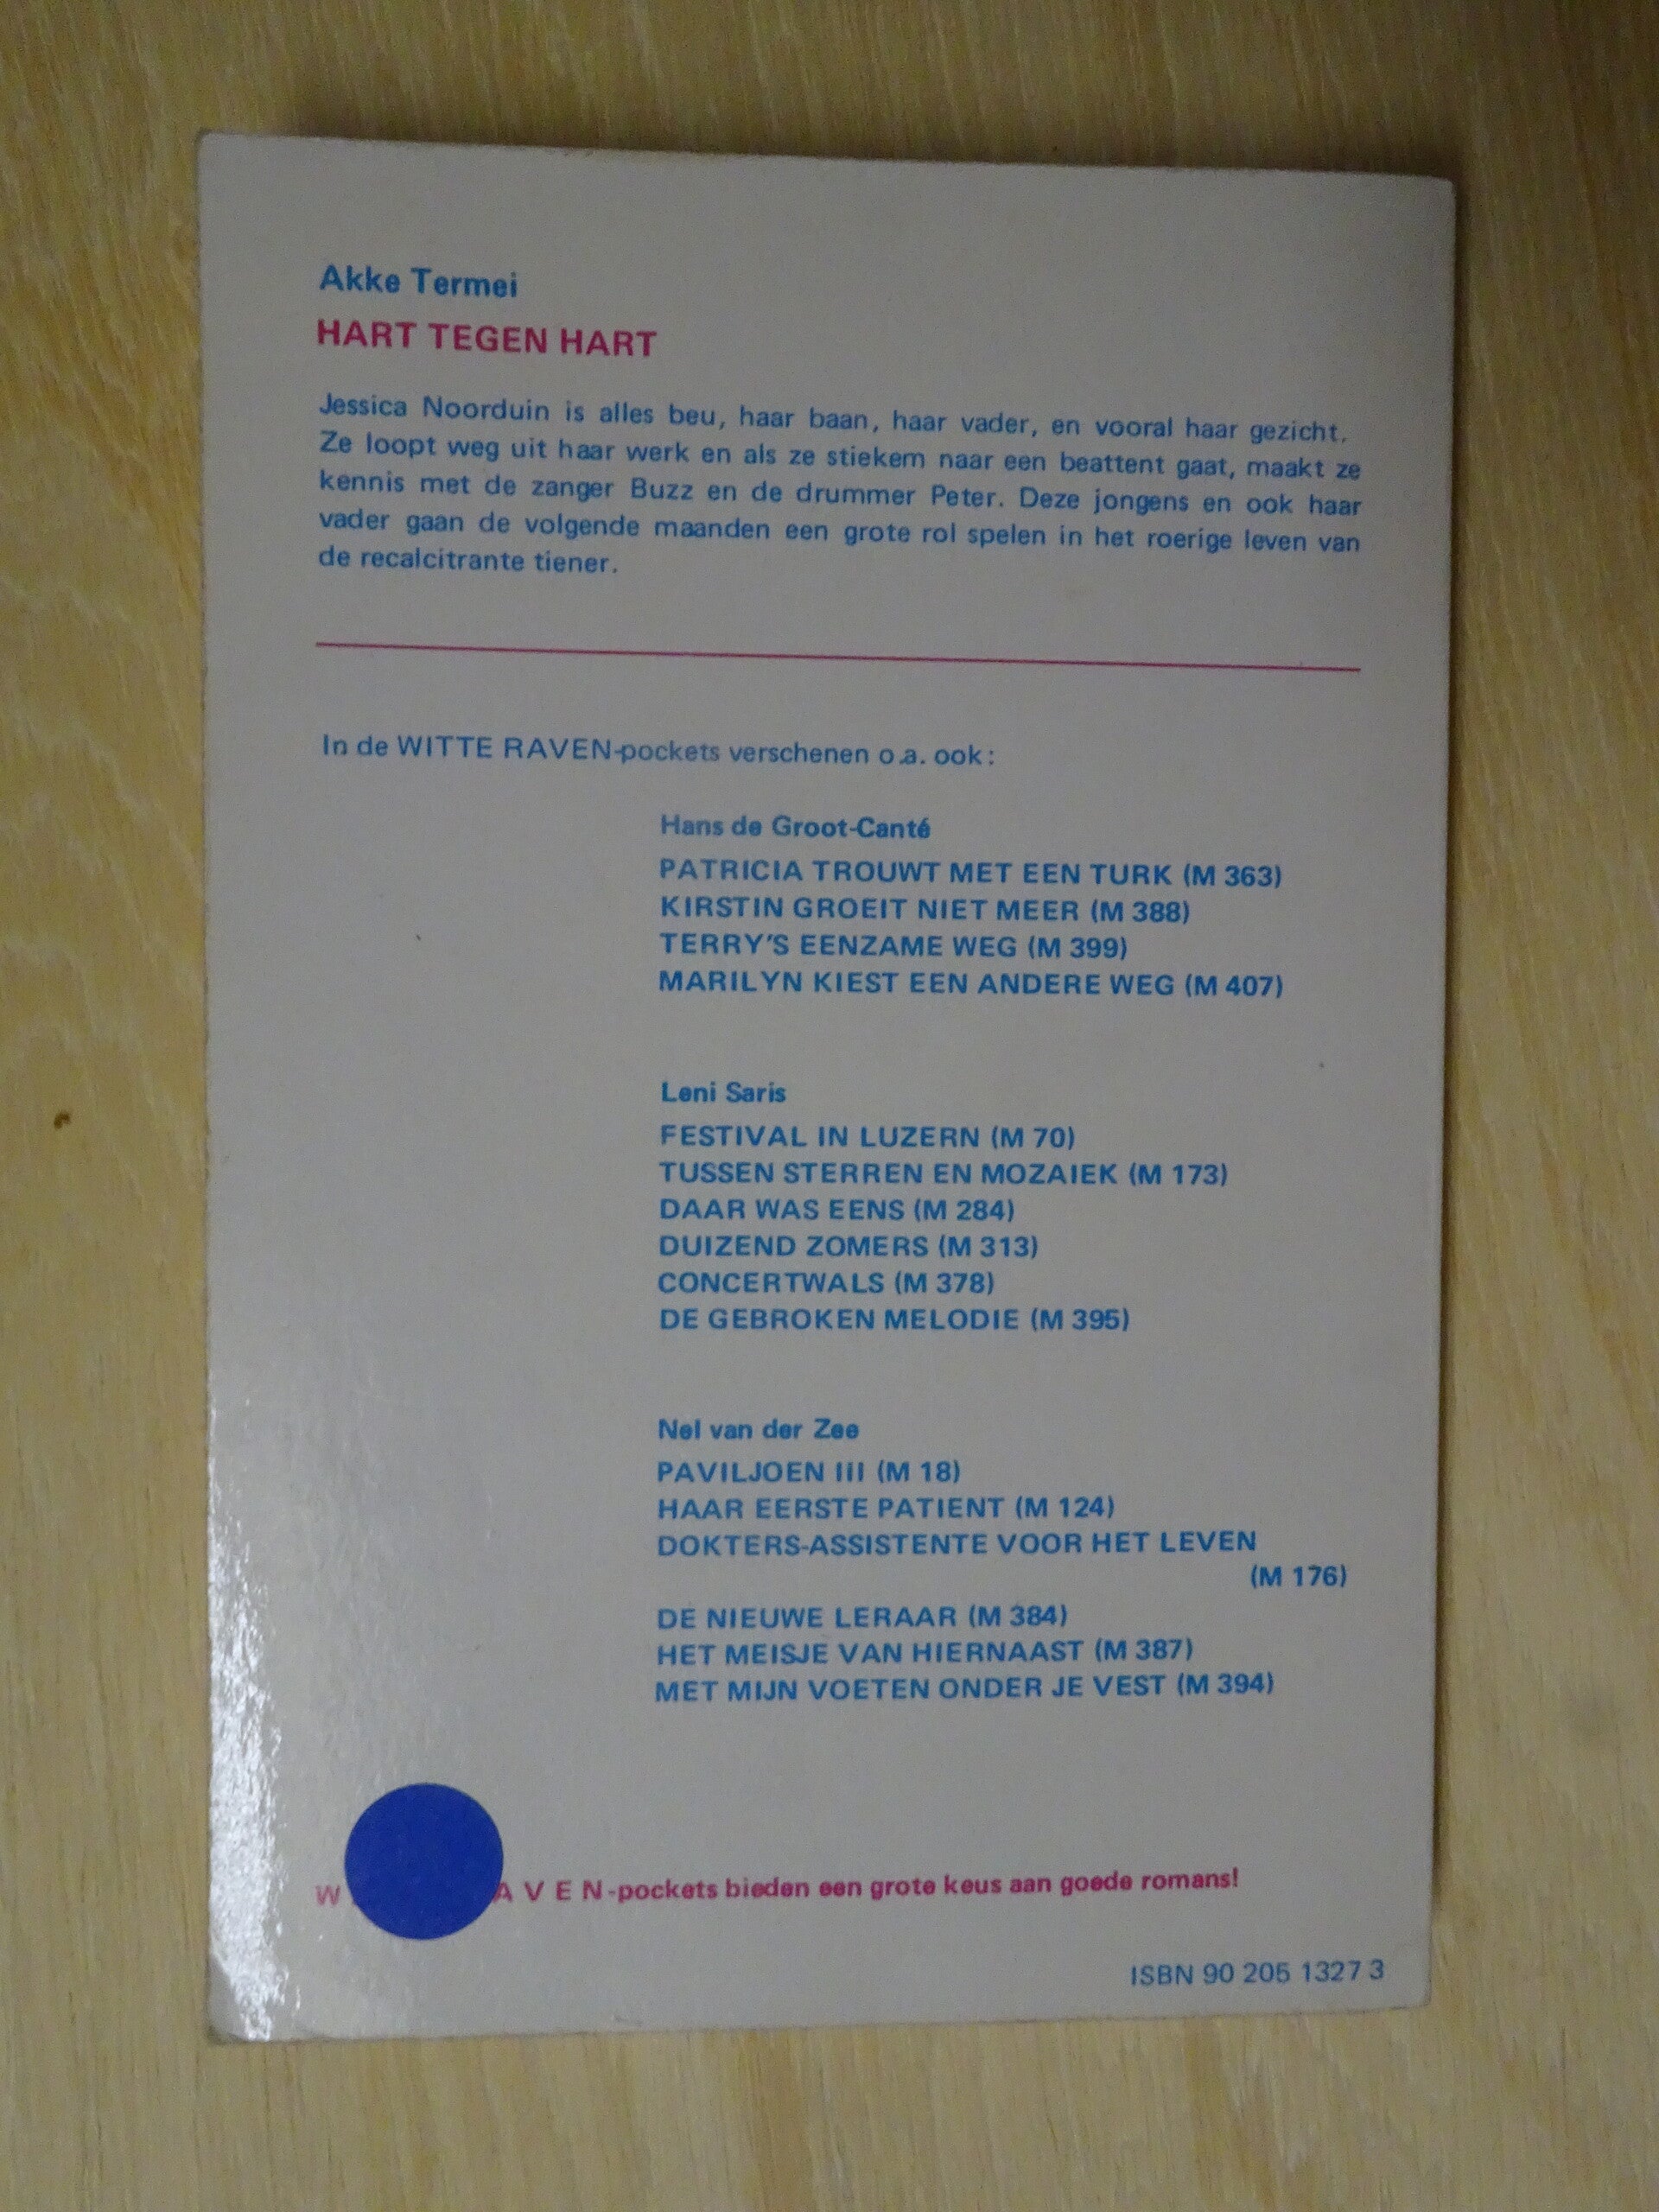 Akke Termei
HART TEGEN HART
Jessica Noorduin is alles beu, haar baan, haar vader, en vooral haar gezicht.
Ze loopt weg uit haar werk en als ze stiekem naar een beattent gaat, maakt ze
kennis met de zanger Buzz en de drummer Peter. Deze jongens en ook haar
vader gaan de volgende maanden een grote rol spelen in het roerige leven van
de recalcitrante tiener.
In de WITTE RAVEN-pockets verschenen o.a. ook:
Hans de Groot-Canté
PATRICIA TROUWT MET EEN TURK (M 363)
KIRSTIN GROEIT NIET MEER (M 388)
TERRY'S EENZAME WEG (M 399)
MARILYN KIEST EEN ANDERE WEG (M 407)
Leni Saris
FESTIVAL IN LUZERN (M 70)
TUSSEN STERREN EN MOZAIEK (M 173)
DAAR WAS EENS (M 284)
DUIZEND ZOMERS (M 313)
CONCERTWALS (M 378)
DE GEBROKEN MELODIE (M 395)
Nel van der Zee
PAVILJOEN III (M 18)
HAAR EERSTE PATIENT (M 124)
DOKTERS-ASSISTENTE VOOR HET LEVEN
(M 176)
DE NIEUWE LERAAR (M 384)
HET MEISJE VAN HIERNAAST (M 387)
MET MIJN VOETEN ONDER JE VEST (M 394)
W AVEN-pockets bieden een grote keus aan goede romans!
ISBN 90 205 1327 3